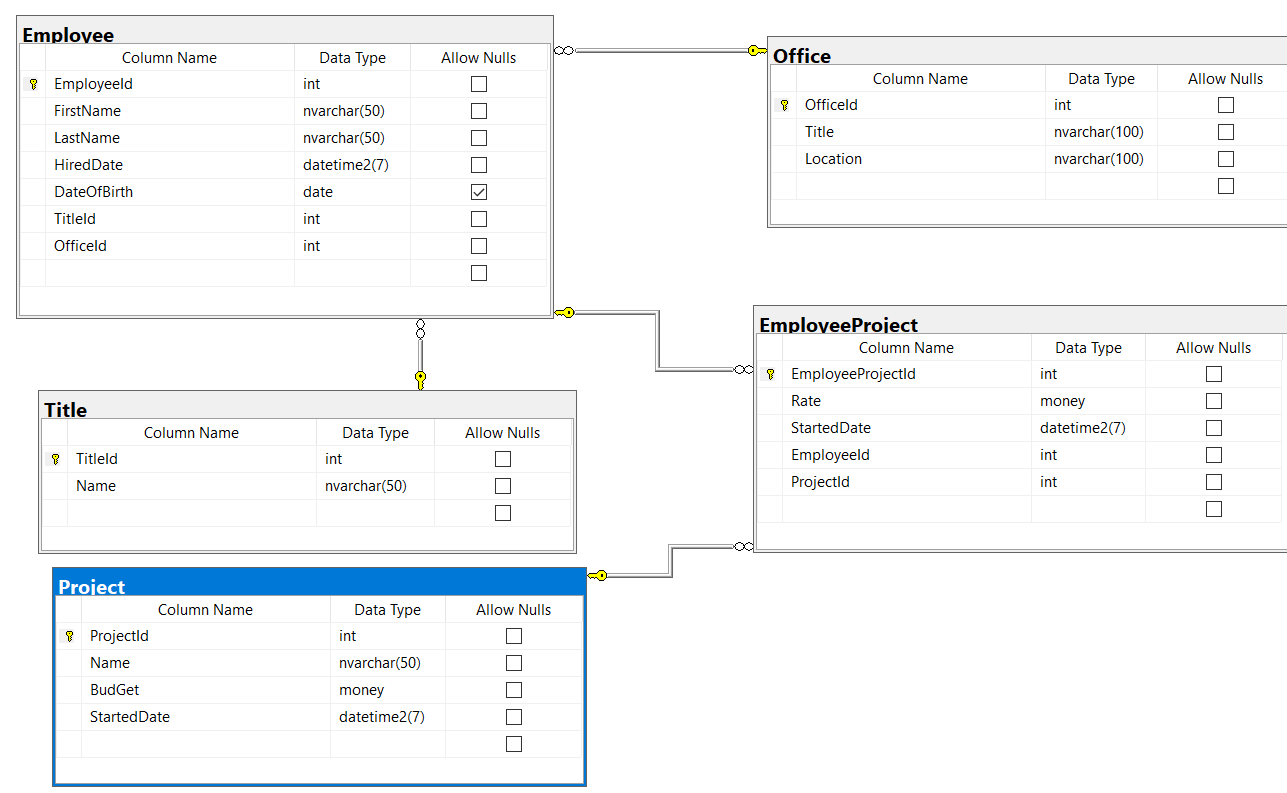 Employee
Column Name Data Type Allow Nulls
EmployeeId int
FirstName nvarchar(50)
LastName nvarchar(50)
HiredDate datetime2(7)
DateOfBirth date
TitleId int
OfficeId int
Office
Column Name Data Type Allow Nulls
OfficeId int
Title nvarchar(100)
Location nvarchar(100)
EmployeeProject
Column Name Data Type Allow Nulls
EmployeeProjectId int
Rate money
StartedDate datetime2(7)
EmployeeId int
ProjectId int
Title
Column Name Data Type Allow Nulls
TitleId int
Name nvarchar(50)
Project
Column Name Data Type Allow Nulls
ProjectId int
Name nvarchar(50)
BudGet money
StartedDate datetime2(7)